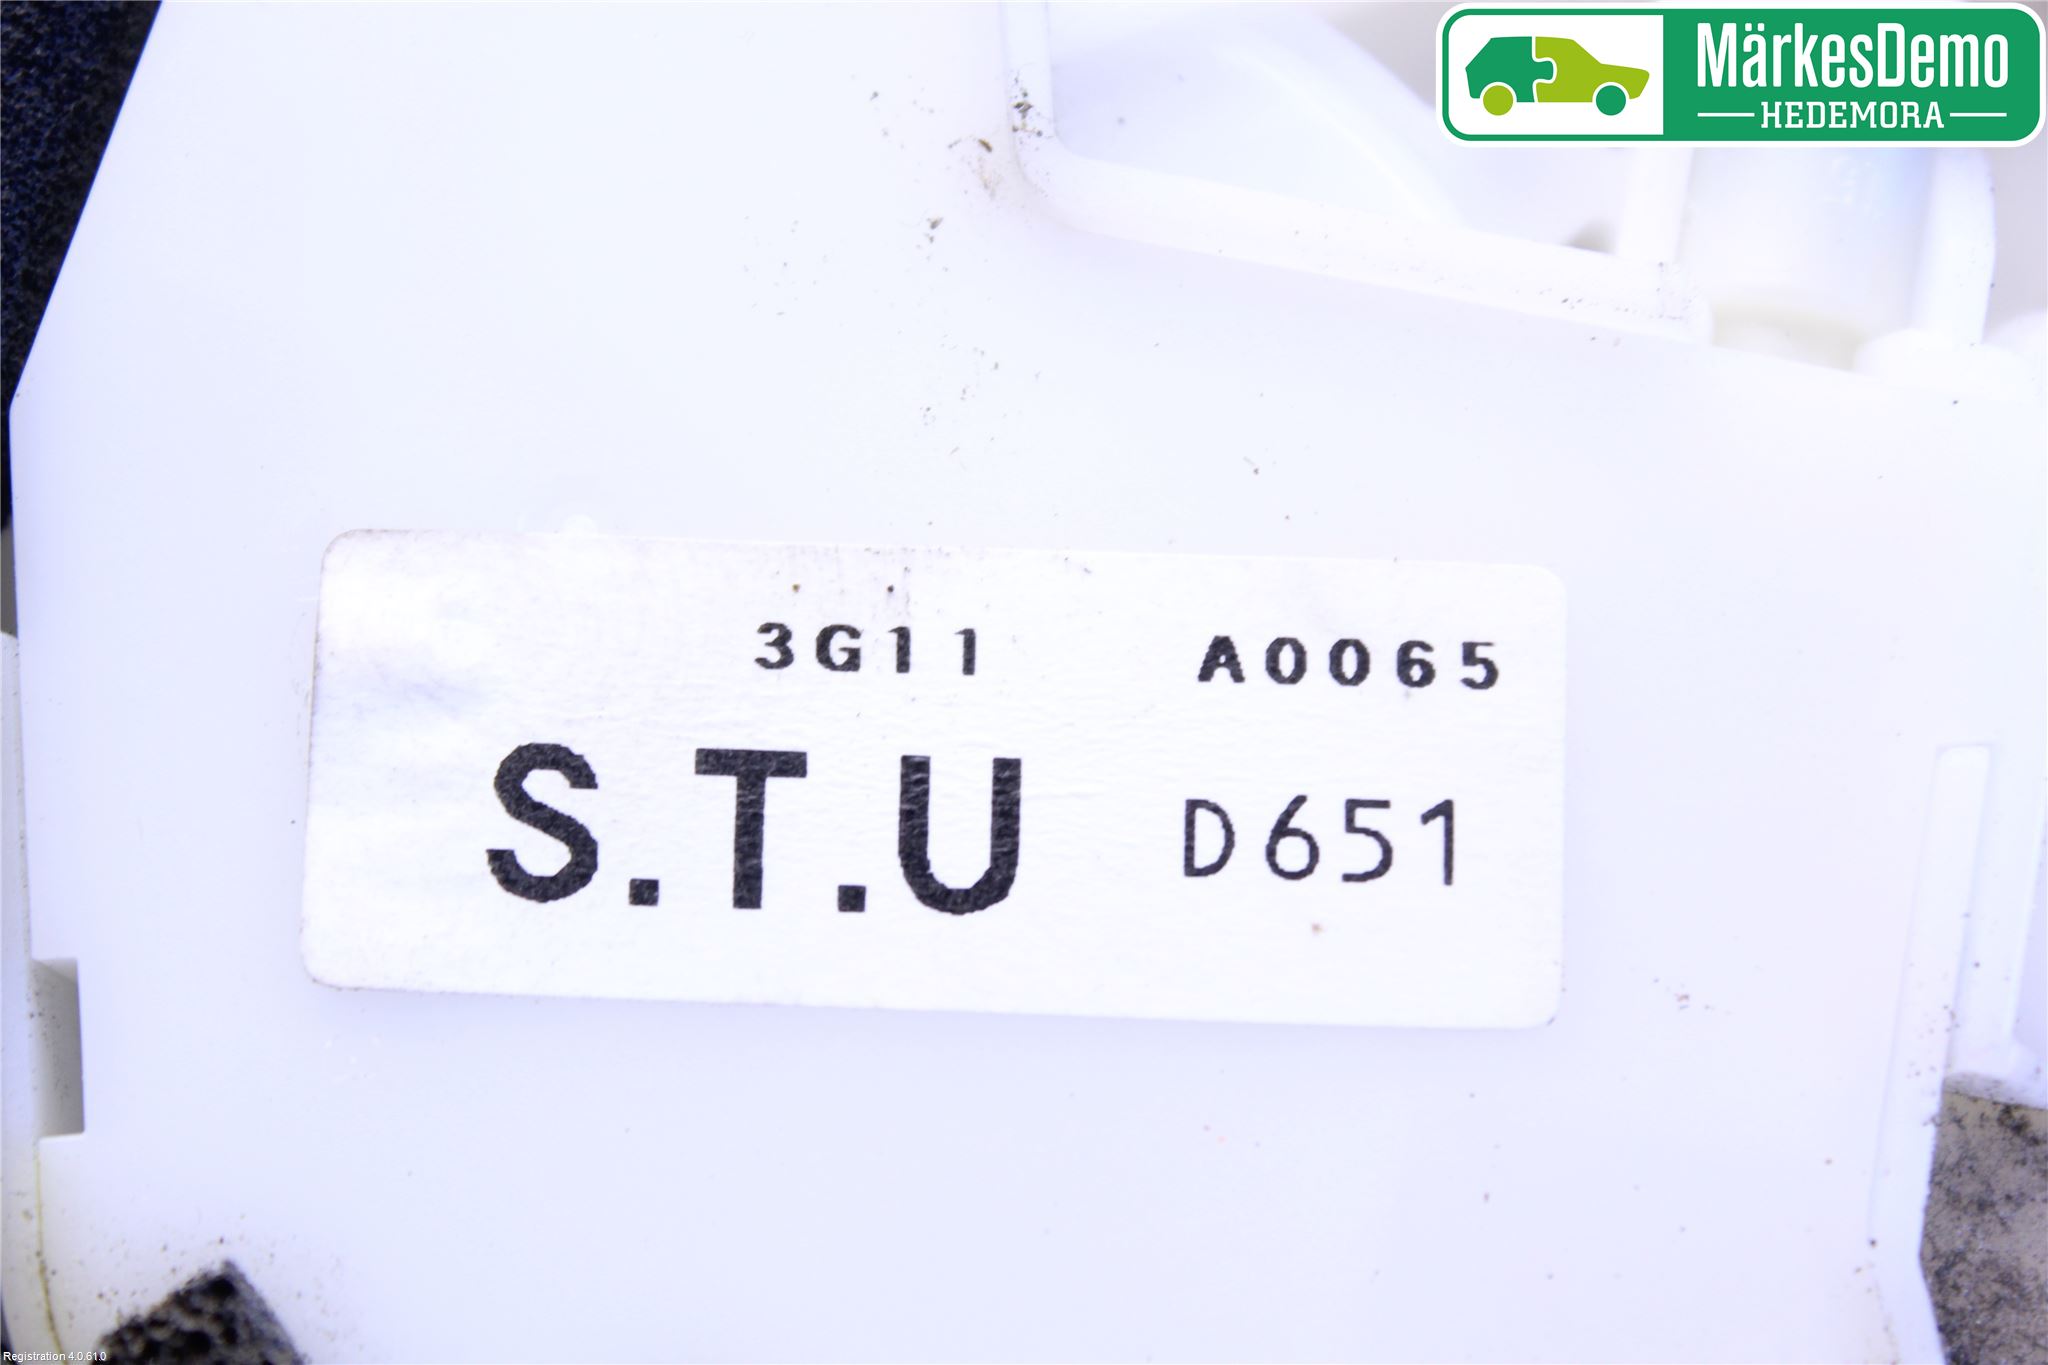 MärkesDemo
HEDEMORA
3G11 A0065
S.T.U D651
Registration 4.0.61.0